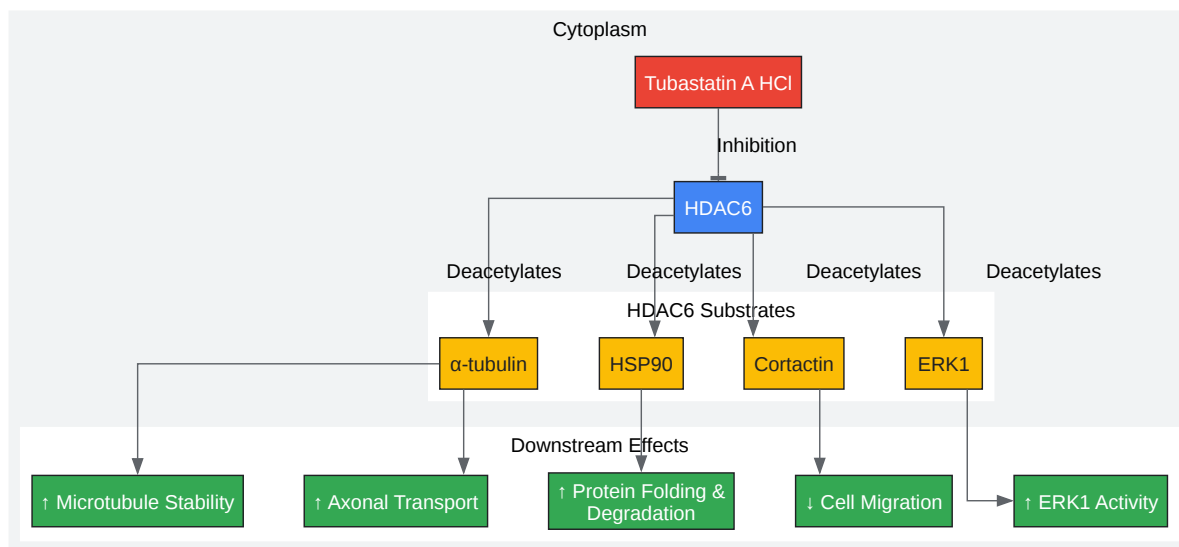 Cytoplasm
Tubastatin A HCl
Inhibition
HDAC6
Deacetylates
Deacetylates
Deacetylates
Deacetylates
HDAC6 Substrates
α-tubulin
HSP90
Cortactin
ERK1
Downstream Effects
↑ Microtubule Stability
↑ Axonal Transport
↑ Protein Folding &
Degradation
↓ Cell Migration
↑ ERK1 Activity